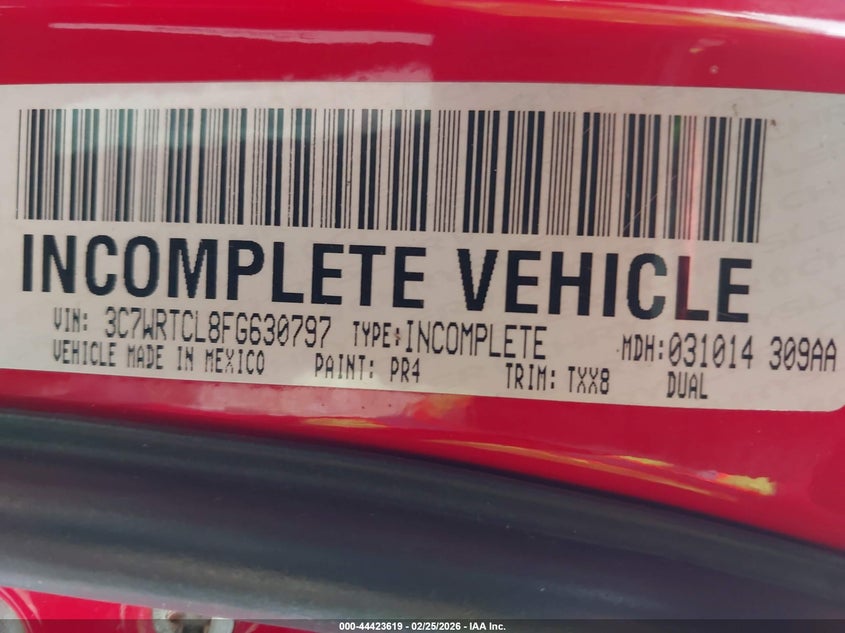 INCOMPLETE VEHICLE
VIN: 3C7WRTCL8FG630797 TYPE:INCOMPLETE MDH:031014 309AA
VEHICLE MADE IN MEXICO PAINT: PR4 TRIM: TXX8 DUAL
000-44423619 / 02/25/2026 - IAA Inc.